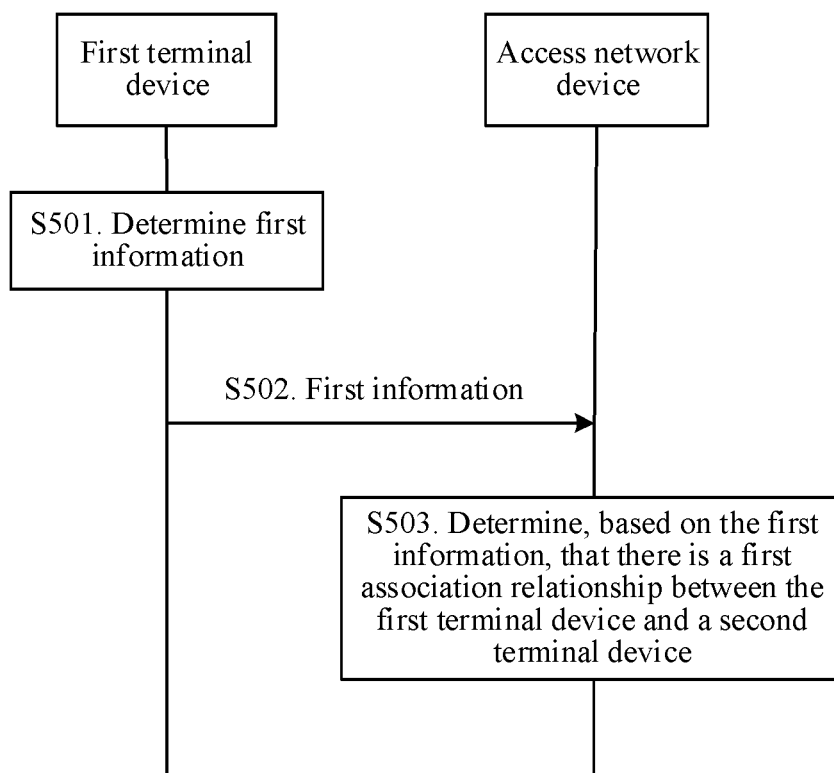 First terminal
device
Access network
device
S501. Determine first
information
S502. First information
S503. Determine, based on the first
information, that there is a first
association relationship between the
first terminal device and a second
terminal device